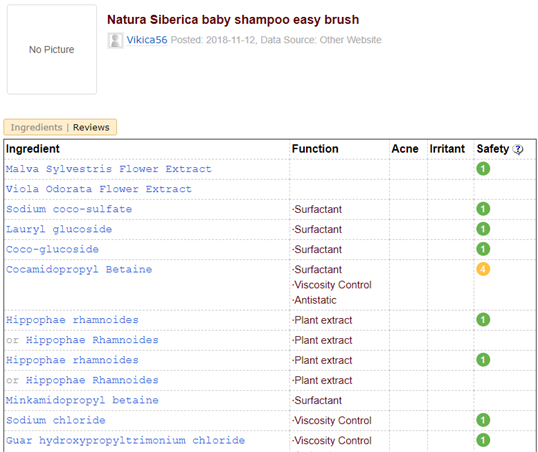 No Picture
Natura Siberica baby shampoo easy brush
Vikica56 Posted: 2018-11-12, Data Source: Other Website
Ingredients | Reviews
Ingredient Function Acne Irritant Safety ?
Malva Sylvestris Flower Extract 1
Viola Odorata Flower Extract
Sodium coco-sulfate ·Surfactant 1
Lauryl glucoside ·Surfactant 1
Coco-glucoside ·Surfactant 1
Cocamidopropyl Betaine ·Surfactant 4
·Viscosity Control
·Antistatic
Hippophae rhamnoides ·Plant extract 1
or Hippophae Rhamnoides ·Plant extract
Hippophae rhamnoides ·Plant extract 1
or Hippophae Rhamnoides ·Plant extract
Minkamidopropyl betaine ·Surfactant
Sodium chloride ·Viscosity Control 1
Guar hydroxypropyltrimonium chloride ·Viscosity Control 1